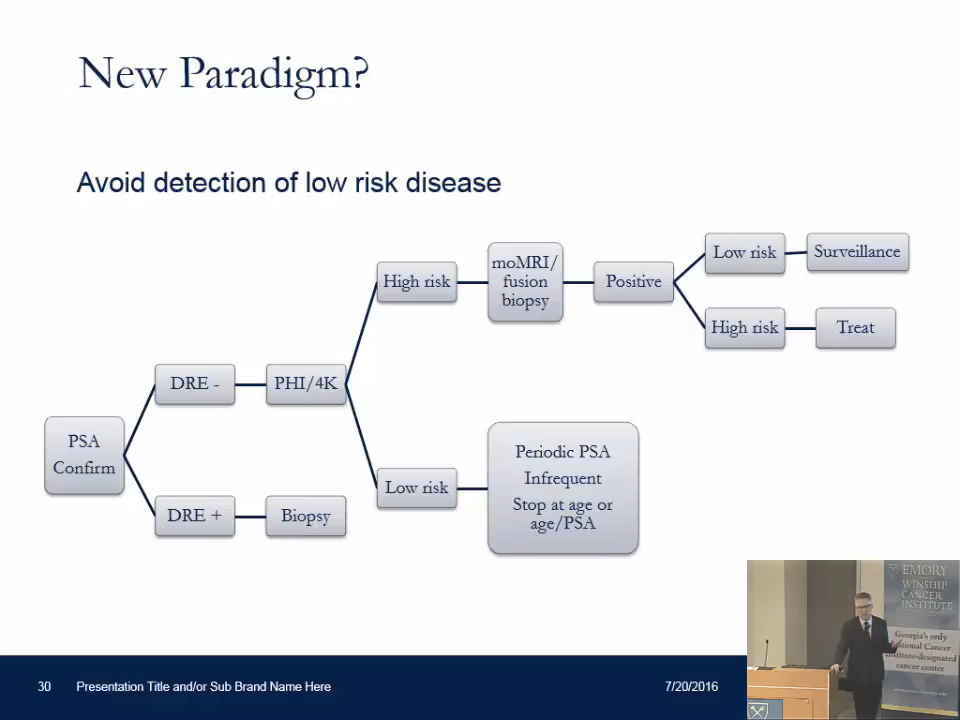 New Paradigm?
Avoid detection of low risk disease
PSA
Confirm
DRE -
DRE +
PHI/4K
Biopsy
High risk
Low risk
moMRI/
fusion
biopsy
Periodic PSA
Infrequent
Stop at age or
age/PSA
Positive
Low risk
High risk
Surveillance
Treat
30
Presentation Title and/or Sub Brand Name Here
7/20/2016
EMORY
WINSHIP
CANCER
INSTITUTE
Georgia's only
National Cancer
Institute-designated
cancer center